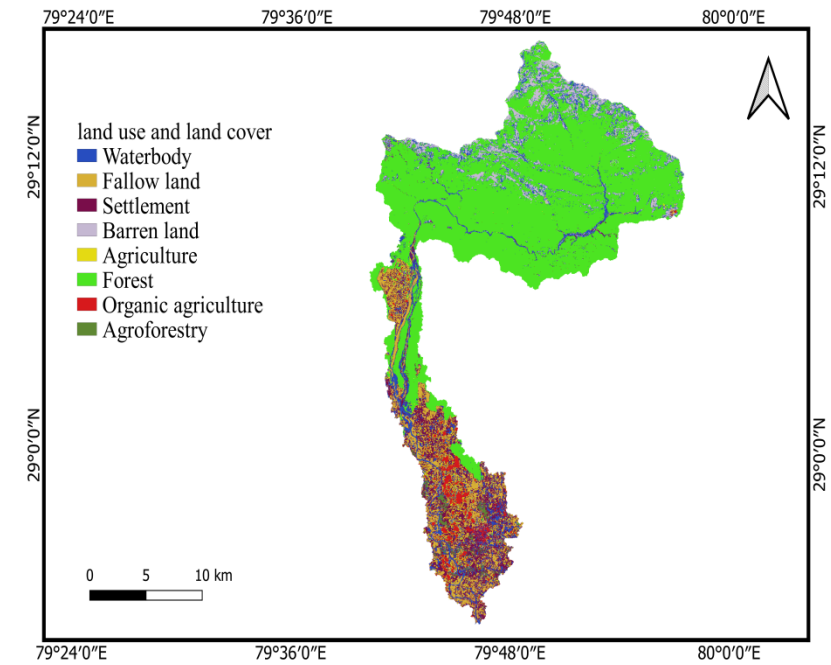 79°24′0″E 79°36′0″E 79°48′0″E 80°0′0″E
29°12′0″N 29°12′0″N
land use and land cover
Waterbody
Fallow land
Settlement
Barren land
Agriculture
Forest
Organic agriculture
Agroforestry
29°0′0″N 29°0′0″N
0 5 10 km
79°24′0″E 79°36′0″E 79°48′0″E 80°0′0″E